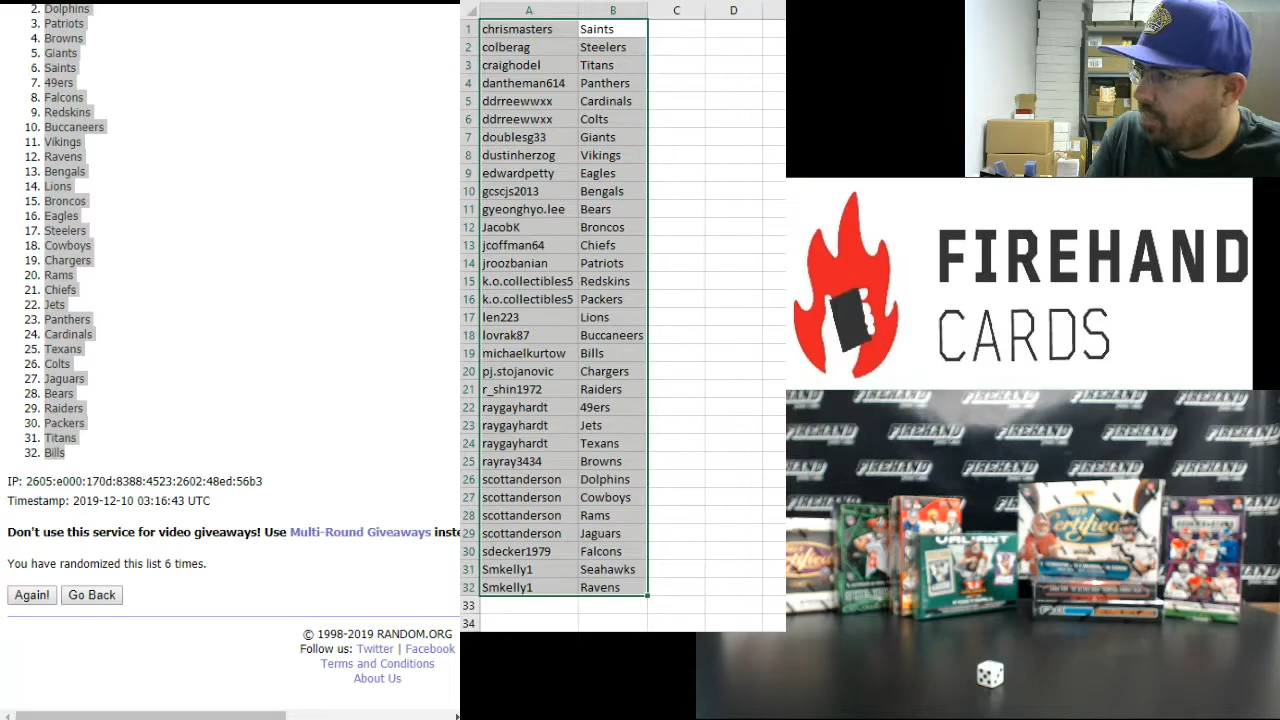 2. Dolphins
3. Patriots
4. Browns
5. Giants
6. Saints
7. 49ers
8. Falcons
9. Redskins
10. Buccaneers
11. Vikings
12. Ravens
13. Bengals
14. Lions
15. Broncos
16. Eagles
17. Steelers
18. Cowboys
19. Chargers
20. Rams
21. Chiefs
22. Jets
23. Panthers
24. Cardinals
25. Texans
26. Colts
27. Jaguars
28. Bears
29. Raiders
30. Packers
31. Titans
32. Bills
IP: 2605:e000:170d:8388:4523:2602:48ed:56b3
Timestamp: 2019-12-10 03:16:43 UTC
Don't use this service for video giveaways! Use Multi-Round Giveaways inste
You have randomized this list 6 times.
Again! Go Back
© 1998-2019 RANDOM.ORG
Follow us: Twitter | Facebook
Terms and Conditions
About Us
A B C D
1 chrismasters Saints
2 colberag Steelers
3 craighodel Titans
4 dantheman614 Panthers
5 ddrreewwxx Cardinals
6 ddrreewwxx Colts
7 doublesg33 Giants
8 dustinherzog Vikings
9 edwardpetty Eagles
10 gcscjs2013 Bengals
11 gyeonghyo.lee Bears
12 JacobK Broncos
13 jcoffman64 Chiefs
14 jroozbanian Patriots
15 k.o.collectibles5 Redskins
16 k.o.collectibles5 Packers
17 len223 Lions
18 lovrak87 Buccaneers
19 michaelkurtow Bills
20 pj.stojanovic Chargers
21 r_shin1972 Raiders
22 raygayhardt 49ers
23 raygayhardt Jets
24 raygayhardt Texans
25 rayray3434 Browns
26 scottanderson Dolphins
27 scottanderson Cowboys
28 scottanderson Rams
29 scottanderson Jaguars
30 sdecker1979 Falcons
31 Smkelly1 Seahawks
32 Smkelly1 Ravens
33
34
FIREHAND
CARDS
FIREHAND
FIREHAND
FIREHAND
VALIANT
Certified